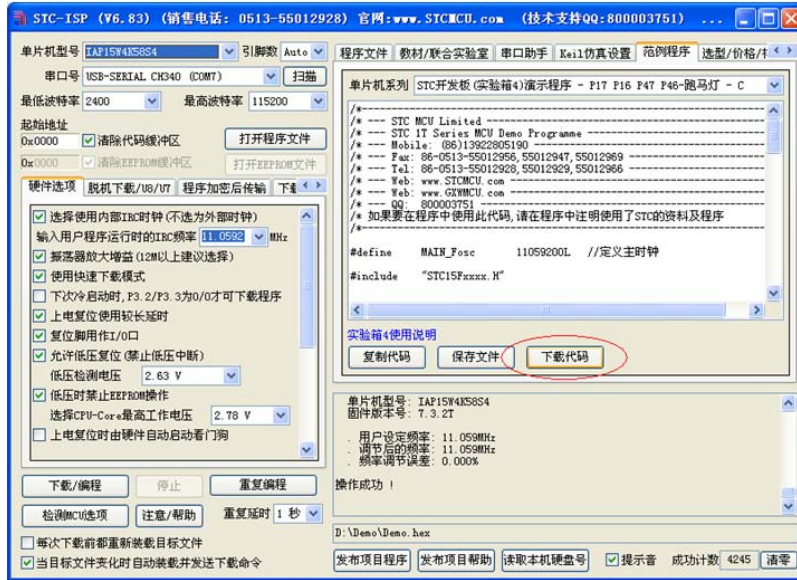 STC-ISP (V6.83) (销售电话: 0513-55012928) 官网:www.STCMCU.com (技术支持QQ:800003751) ...
单片机型号 IAP15W4K58S4 引脚数 Auto
串口号 USB-SERIAL CH340 (COM7) 扫描
最低波特率 2400 最高波特率 115200
起始地址
0x0000 清除代码缓冲区 打开程序文件
0x0000 清除EEPROM缓冲区 打开EEPROM文件
硬件选项 脱机下载/U8/U7 程序加密后传输 下载
选择使用内部IRC时钟(不选为外部时钟)
输入用户程序运行时的IRC频率 11.0592 MHz
振荡器放大增益(12M以上建议选择)
使用快速下载模式
下次冷启动时,P3.2/P3.3为0/0才可下载程序
上电复位使用较长延时
复位脚用作I/O口
允许低压复位(禁止低压中断)
低压检测电压 2.63 V
低压时禁止EEPROM操作
选择CPU-Core最高工作电压 2.78 V
上电复位时由硬件自动启动看门狗
下载/编程 停止 重复编程
检测MCU选项 注意/帮助 重复延时 1 秒
每次下载前都重新装载目标文件
当目标文件变化时自动装载并发送下载命令
程序文件 教材/联合实验室 串口助手 Keil仿真设置 范例程序 选型/价格/
单片机系列 STC开发板(实验箱4)演示程序 - P17 P16 P47 P46-跑马灯 - C
/*---
/* --- STC MCU Limited ---
/* --- STC 1T Series MCU Demo Programme ---
/* --- Mobile: (86)13922805190 ---
/* --- Fax: 86-0513-55012956,55012947,55012969 ---
/* --- Tel: 86-0513-55012928,55012929,55012966 ---
/* --- Web: www.STCMCU.com ---
/* --- Web: www.GXWMCU.com ---
/* --- QQ: 800003751 ---
/* 如果要在程序中使用此代码,请在程序中注明使用了STC的资料及程序
/*---
#define MAIN_Fosc 11059200L //定义主时钟
#include "STC15Fxxxx.H"
实验箱4使用说明
复制代码 保存文件 下载代码
单片机型号: IAP15W4K58S4
固件版本号: 7.3.2T
. 用户设定频率: 11.059MHz
. 调节后的频率: 11.059MHz
. 频率调节误差: 0.000%
操作成功 !
D:\Demo\Demo.hex
发布项目程序 发布项目帮助 读取本机硬盘号 提示音 成功计数 4245 清零